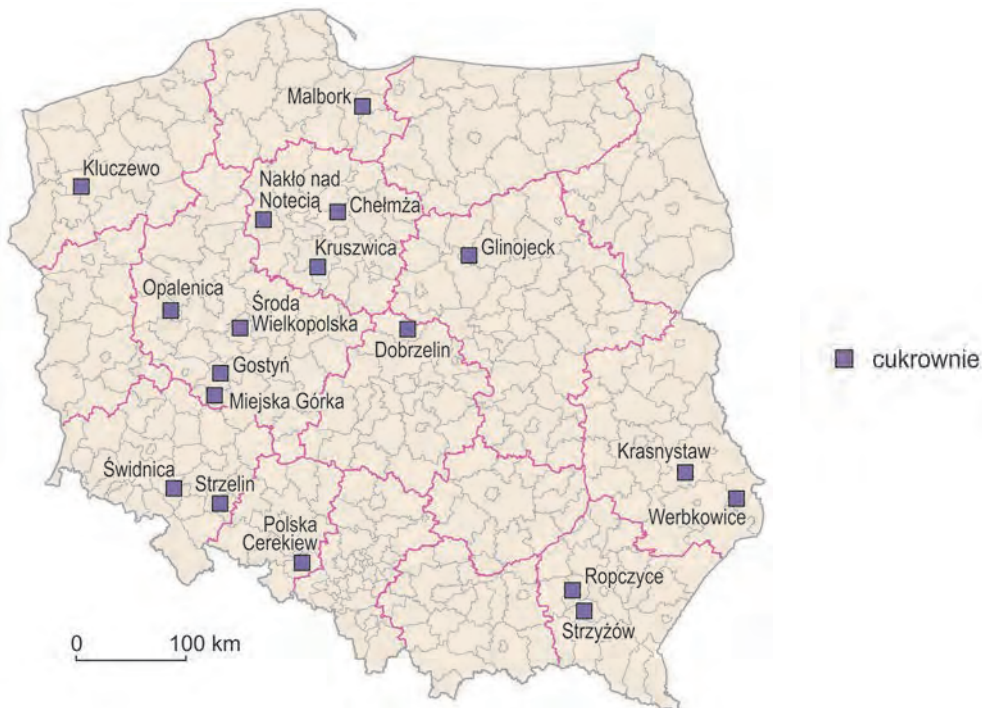 Malbork
Kluczewo
Nakło nad
Notecią
Chełmża
Kruszwica
Glinojeck
Opalenica
Środa
Wielkopolska
Dobrzelin
Gostyń
Miejska Górka
cukrownie
Krasnystaw
Werbkowice
Świdnica
Strzelin
Polska
Cerekiew
Ropczyce
Strzyżów
0 100 km